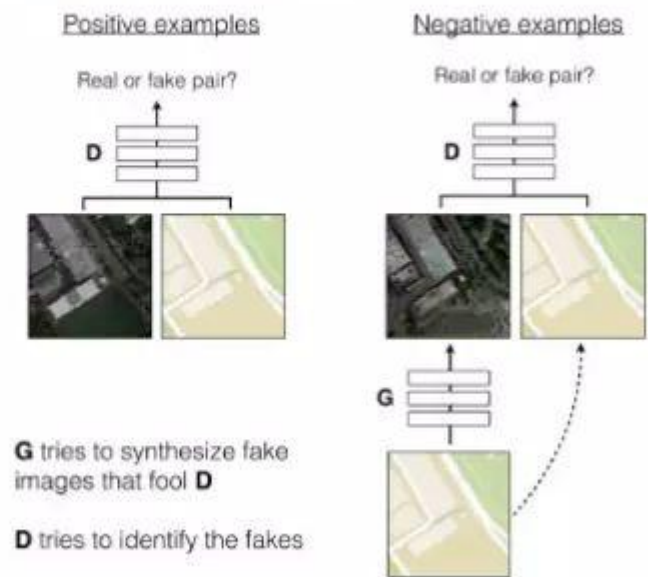 Positive examples
Negative examples
Real or fake pair?
Real or fake pair?
D
D
G
G tries to synthesize fake
images that fool D
D tries to identify the fakes